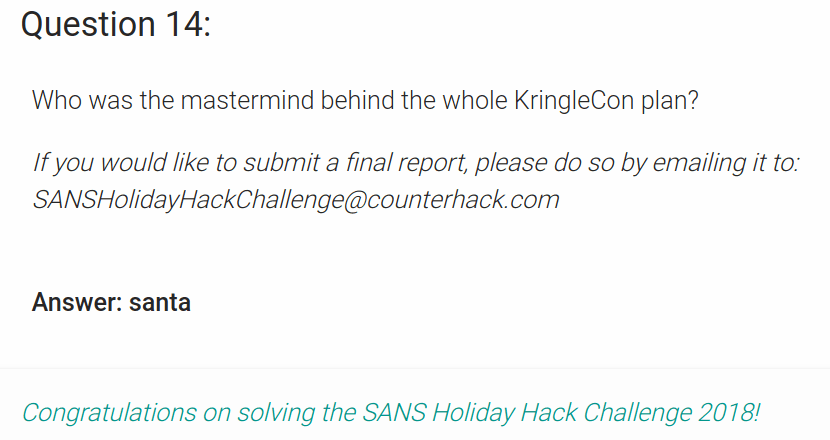 Question 14:
Who was the mastermind behind the whole KringleCon plan?
If you would like to submit a final report, please do so by emailing it to:
SANSHolidayHackChallenge@counterhack.com
Answer: santa
Congratulations on solving the SANS Holiday Hack Challenge 2018!